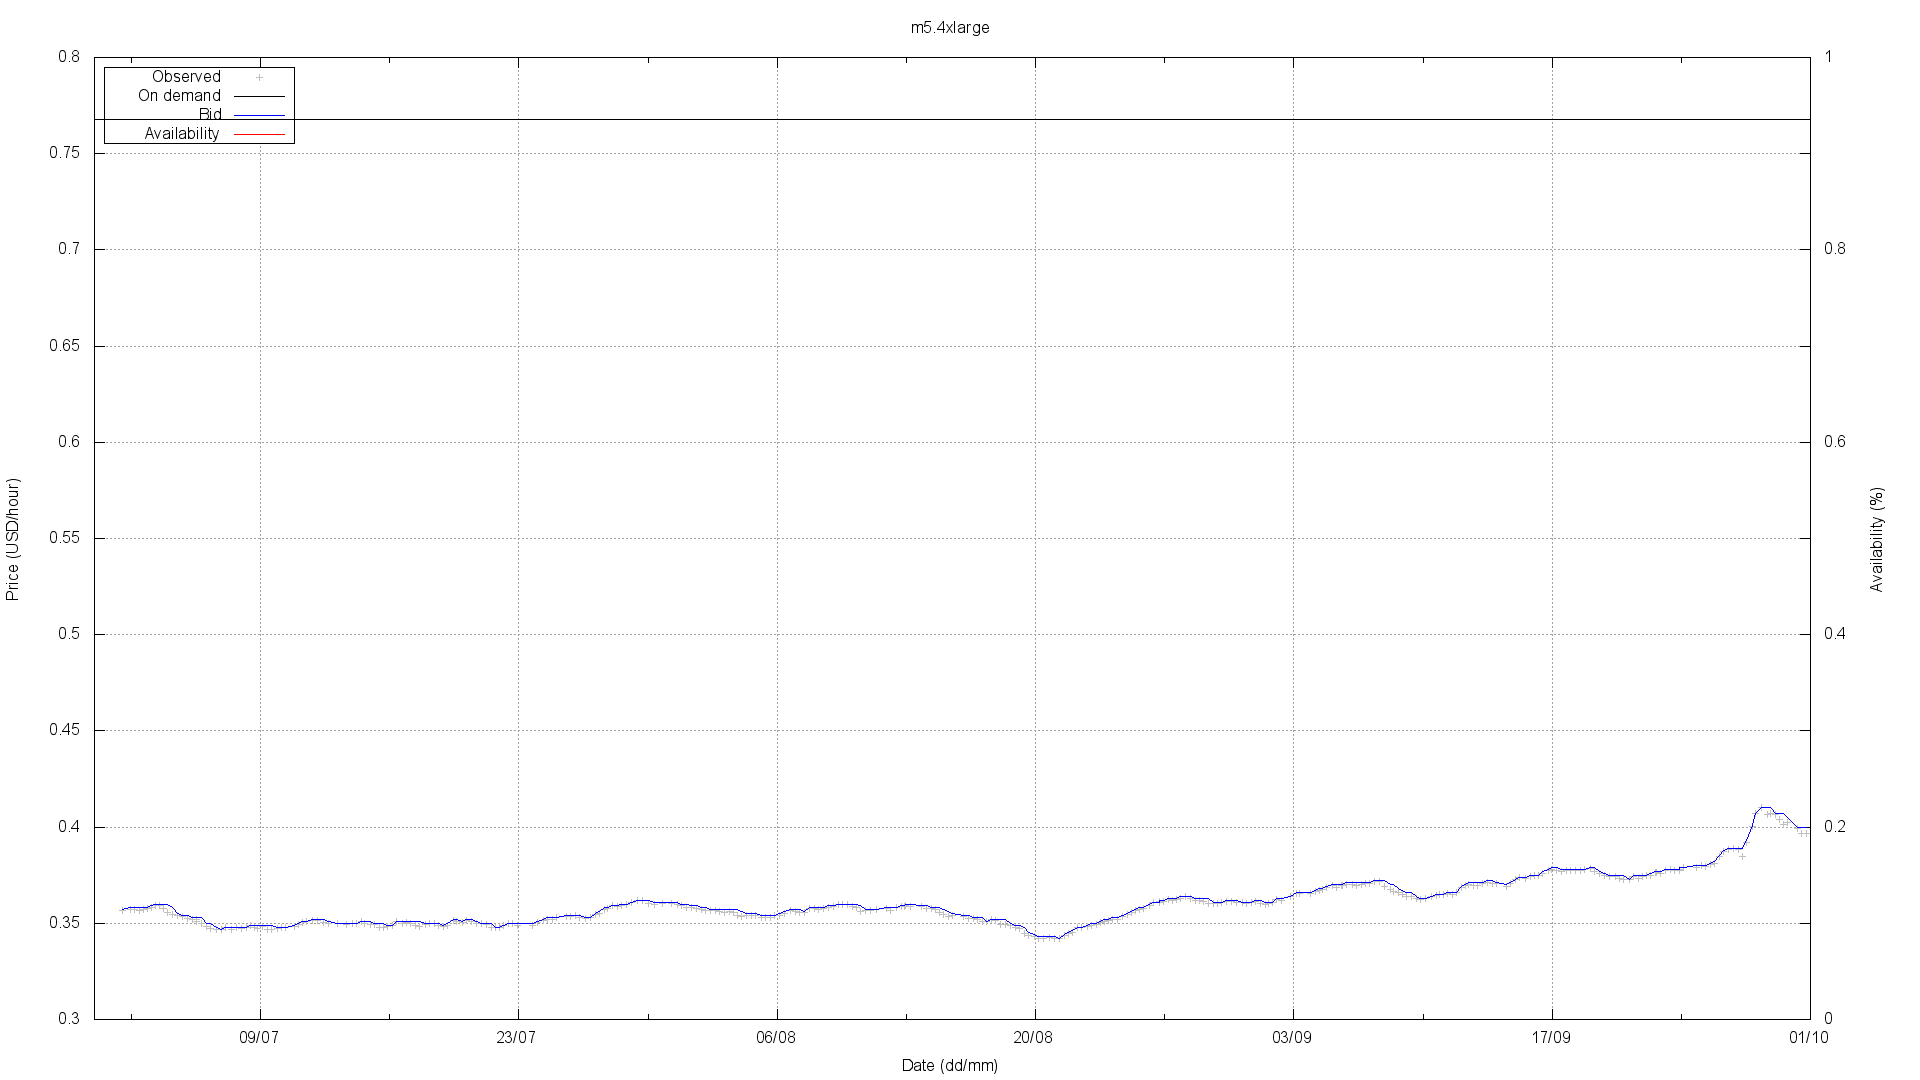 m5.4xlarge
0.8
0.75
0.7
0.65
0.6
0.55
0.5
0.45
0.4
0.35
0.3
1
0.8
0.6
0.4
0.2
0
Observed
On demand
Bid
Availability
Price (USD/hour)
Availability (%)
09/07 23/07 06/08 20/08 03/09 17/09 01/10
Date (dd/mm)